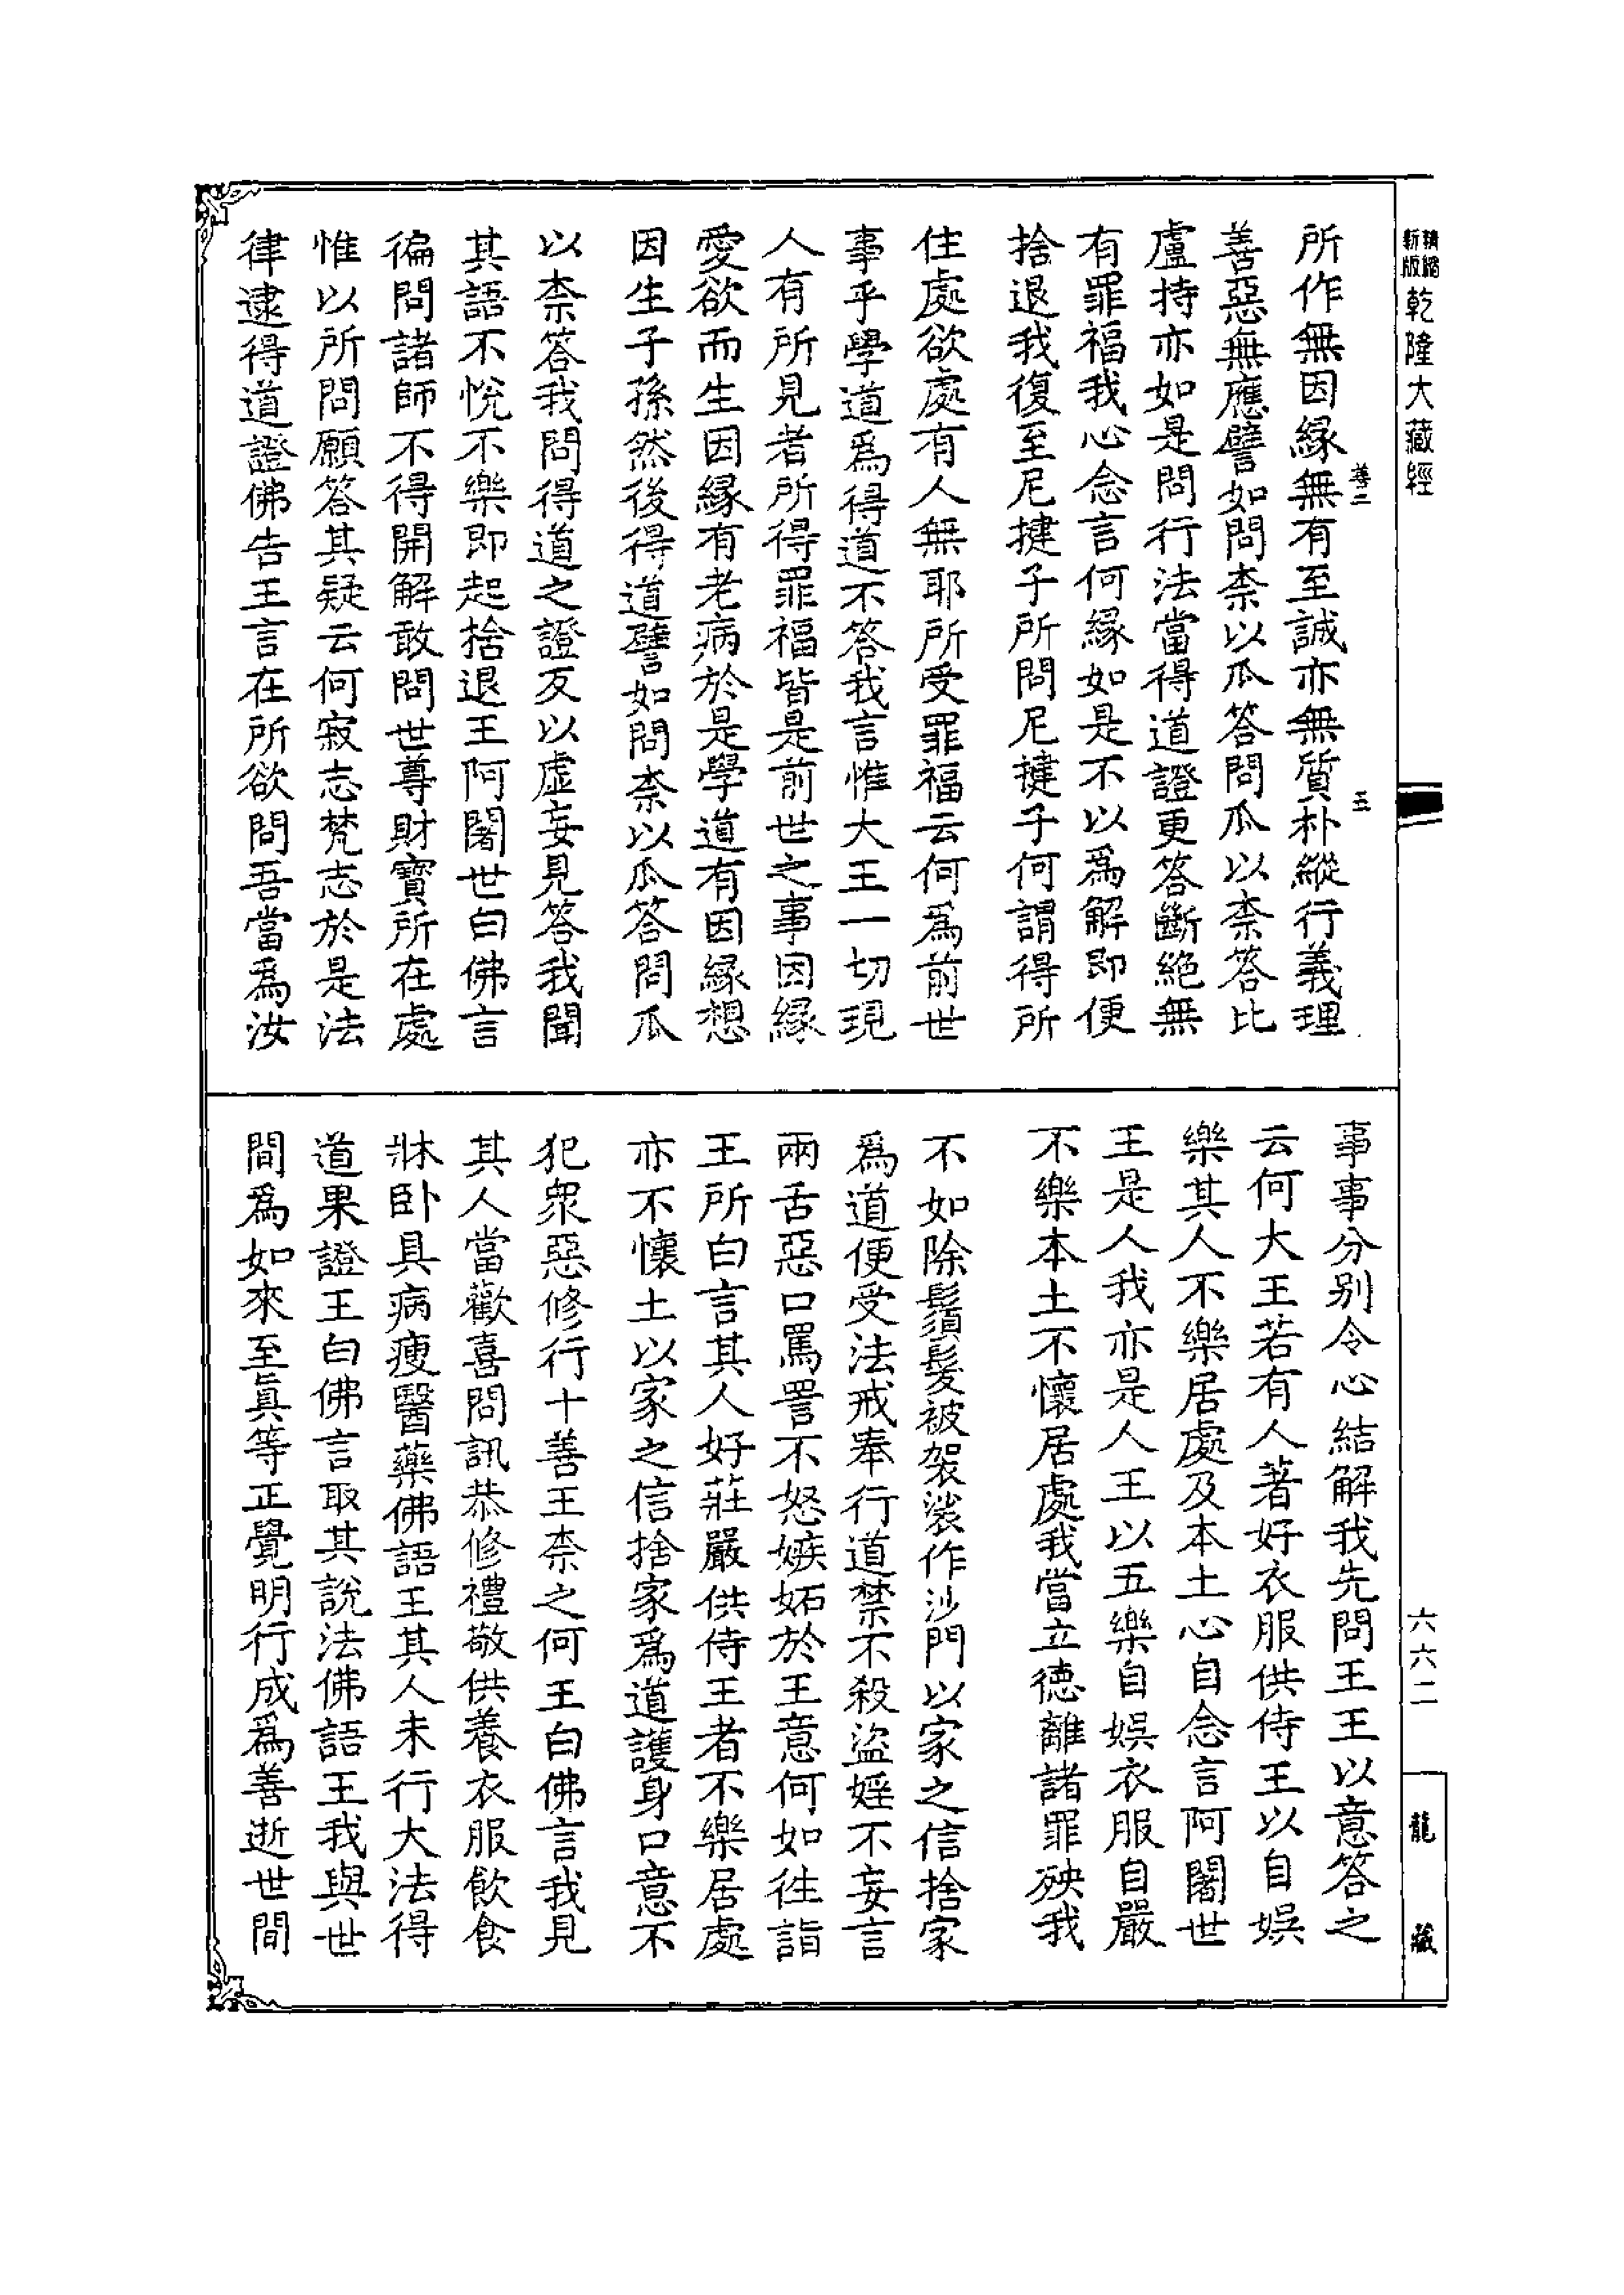 精縮
新版
乾隆大藏經
六六二
龍藏
善二
五
所作無因緣無有至誠亦無質朴縱行義理
善惡無應譬如問柰以瓜答問瓜以柰答比
盧持亦如是問行法當得道證更答斷絕無
有罪福我心念言何緣如是不以爲解即便
捨退我復至尼揵子所問尼揵子何謂得所
住處欲處有人無耶所受罪福云何爲前世
事乎學道爲得道不答我言惟大王一切現
人有所見者所得罪福皆是前世之事因緣
愛欲而生因緣有老病於是學道有因緣想
因生子孫然後得道譬如問柰以瓜答問瓜
以柰答我問得道之證反以虛妄見答我聞
其語不悅不樂即起捨退王阿闍世白佛言
徧問諸師不得開解敢問世尊財寶所在處
惟以所問願答其疑云何寂志梵志於是法
律逮得道證佛告王言在所欲問吾當爲汝
事事分別令心結解我先問王王以意答之
云何大王若有人著好衣服供侍王以自娛
樂其人不樂居處及本土心自念言阿闍世
王是人我亦是人王以五樂自娛衣服自嚴
不樂本土不懷居處我當立德離諸罪殃我
不如除鬚髮被袈裟作沙門以家之信捨家
爲道便受法戒奉行道禁不殺盜婬不妄言
兩舌惡口罵詈不怒嫉妬於王意何如往詣
王所白言其人好莊嚴供侍王者不樂居處
亦不懷土以家之信捨家爲道護身口意不
犯眾惡修行十善王柰之何王白佛言我見
其人當歡喜問訊恭修禮敬供養衣服飲食
牀卧具病瘦醫藥佛語王其人未行大法得
道果證王白佛言取其說法佛語王我與世
間爲如來至眞等正覺明行成爲善逝世間